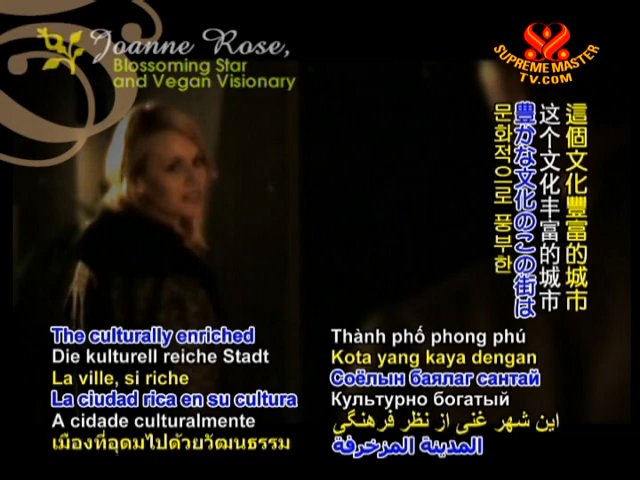 Joanne Rose,
Blossoming Star
and Vegan Visionary
SUPREME MASTER
TV.COM
這個文化豐富的城市
这个文化丰富的城市
豊かな文化のこの街は
문화적으로 풍부한
The culturally enriched
Die kulturell reiche Stadt
La ville, si riche
La ciudad rica en su cultura
A cidade culturalmente
เมืองที่อุดมไปด้วยวัฒนธรรม
Thành phố phong phú
Kota yang kaya dengan
Соёлын баялаг сантай
Культурно богатый
این شهر غنی از نظر فرهنگی
المدينة المزخرفة